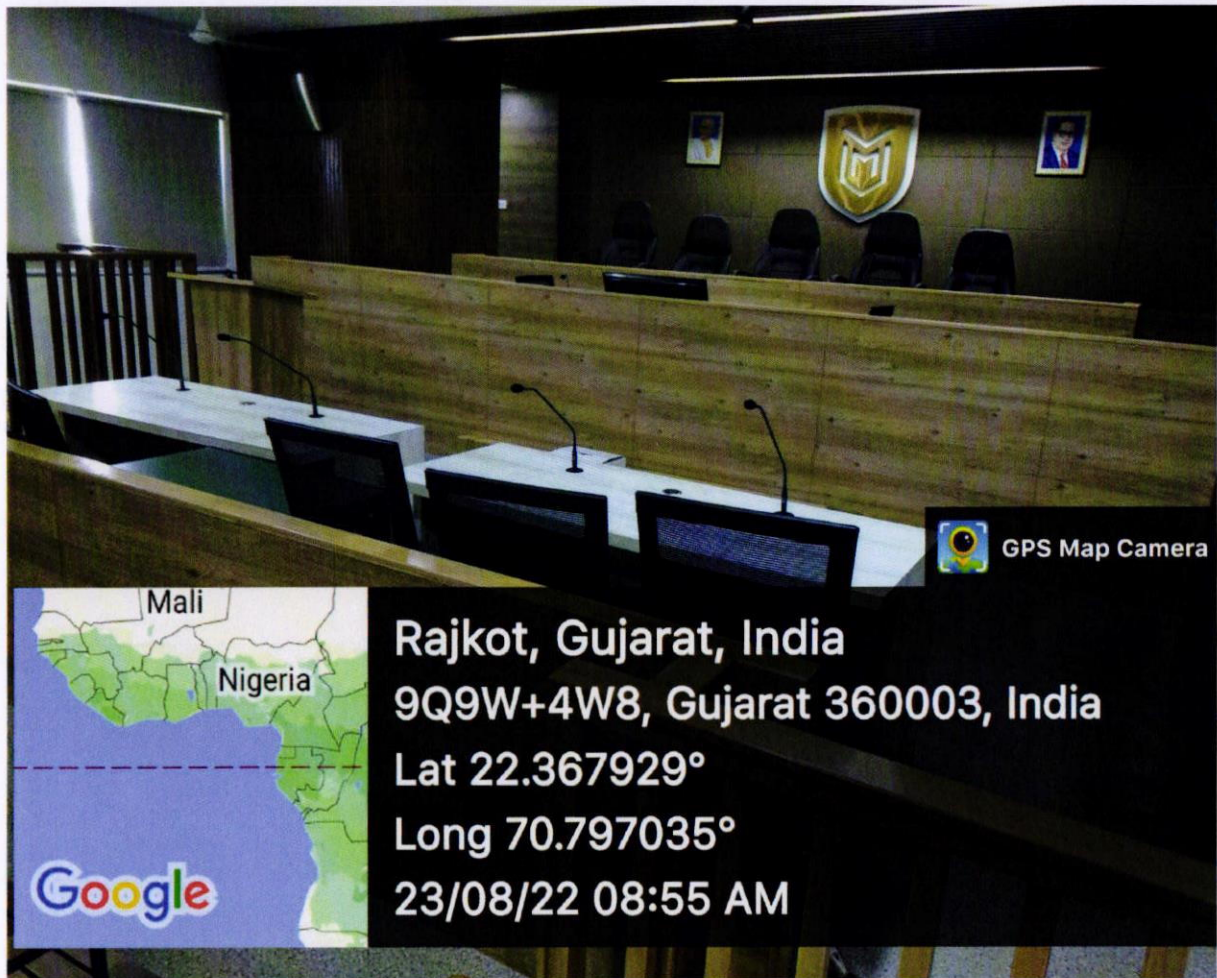 GPS Map Camera
Mali
Nigeria
Google
Rajkot, Gujarat, India
9Q9W+4W8, Gujarat 360003, India
Lat 22.367929°
Long 70.797035°
23/08/22 08:55 AM